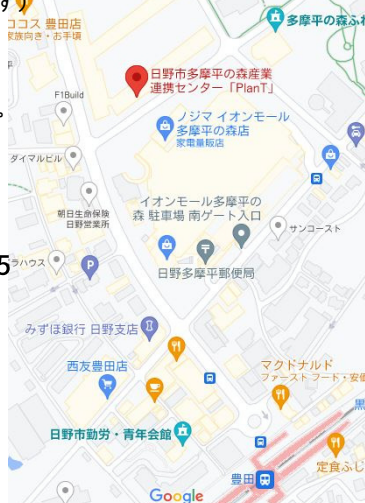 す)
ココス 豊田店
家族向き・お手頃
多摩平の森ふれ
日野市多摩平の森産業
連携センター「PlanT」
F1Build
ノジマ イオンモール
多摩平の森店
家電量販店
ダイマルビル
朝日生命保険
日野営業所
イオンモール多摩平の
森 駐車場 南ゲート入口
サンコースト
5
ラハウス
P
日野多摩平郵便局
みずほ銀行 日野支店
西友豊田店
マクドナルド
ファースト フード・安価
黒
日野市勤労・青年会館
定食ふじ
豊田
Google